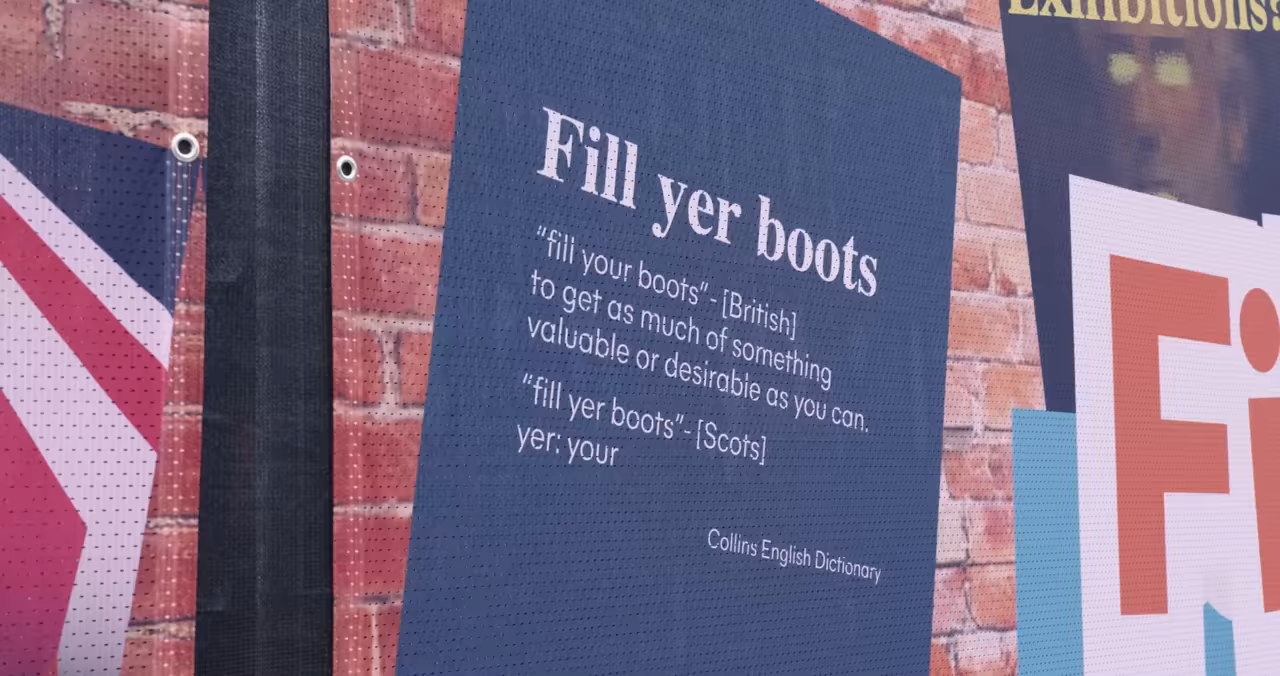 Exhibitions?
Fill yer boots
“fill your boots” - [British]
to get as much of something
valuable or desirable as you can.
“fill yer boots” - [Scots]
yer: your
Collins English Dictionary
Fi